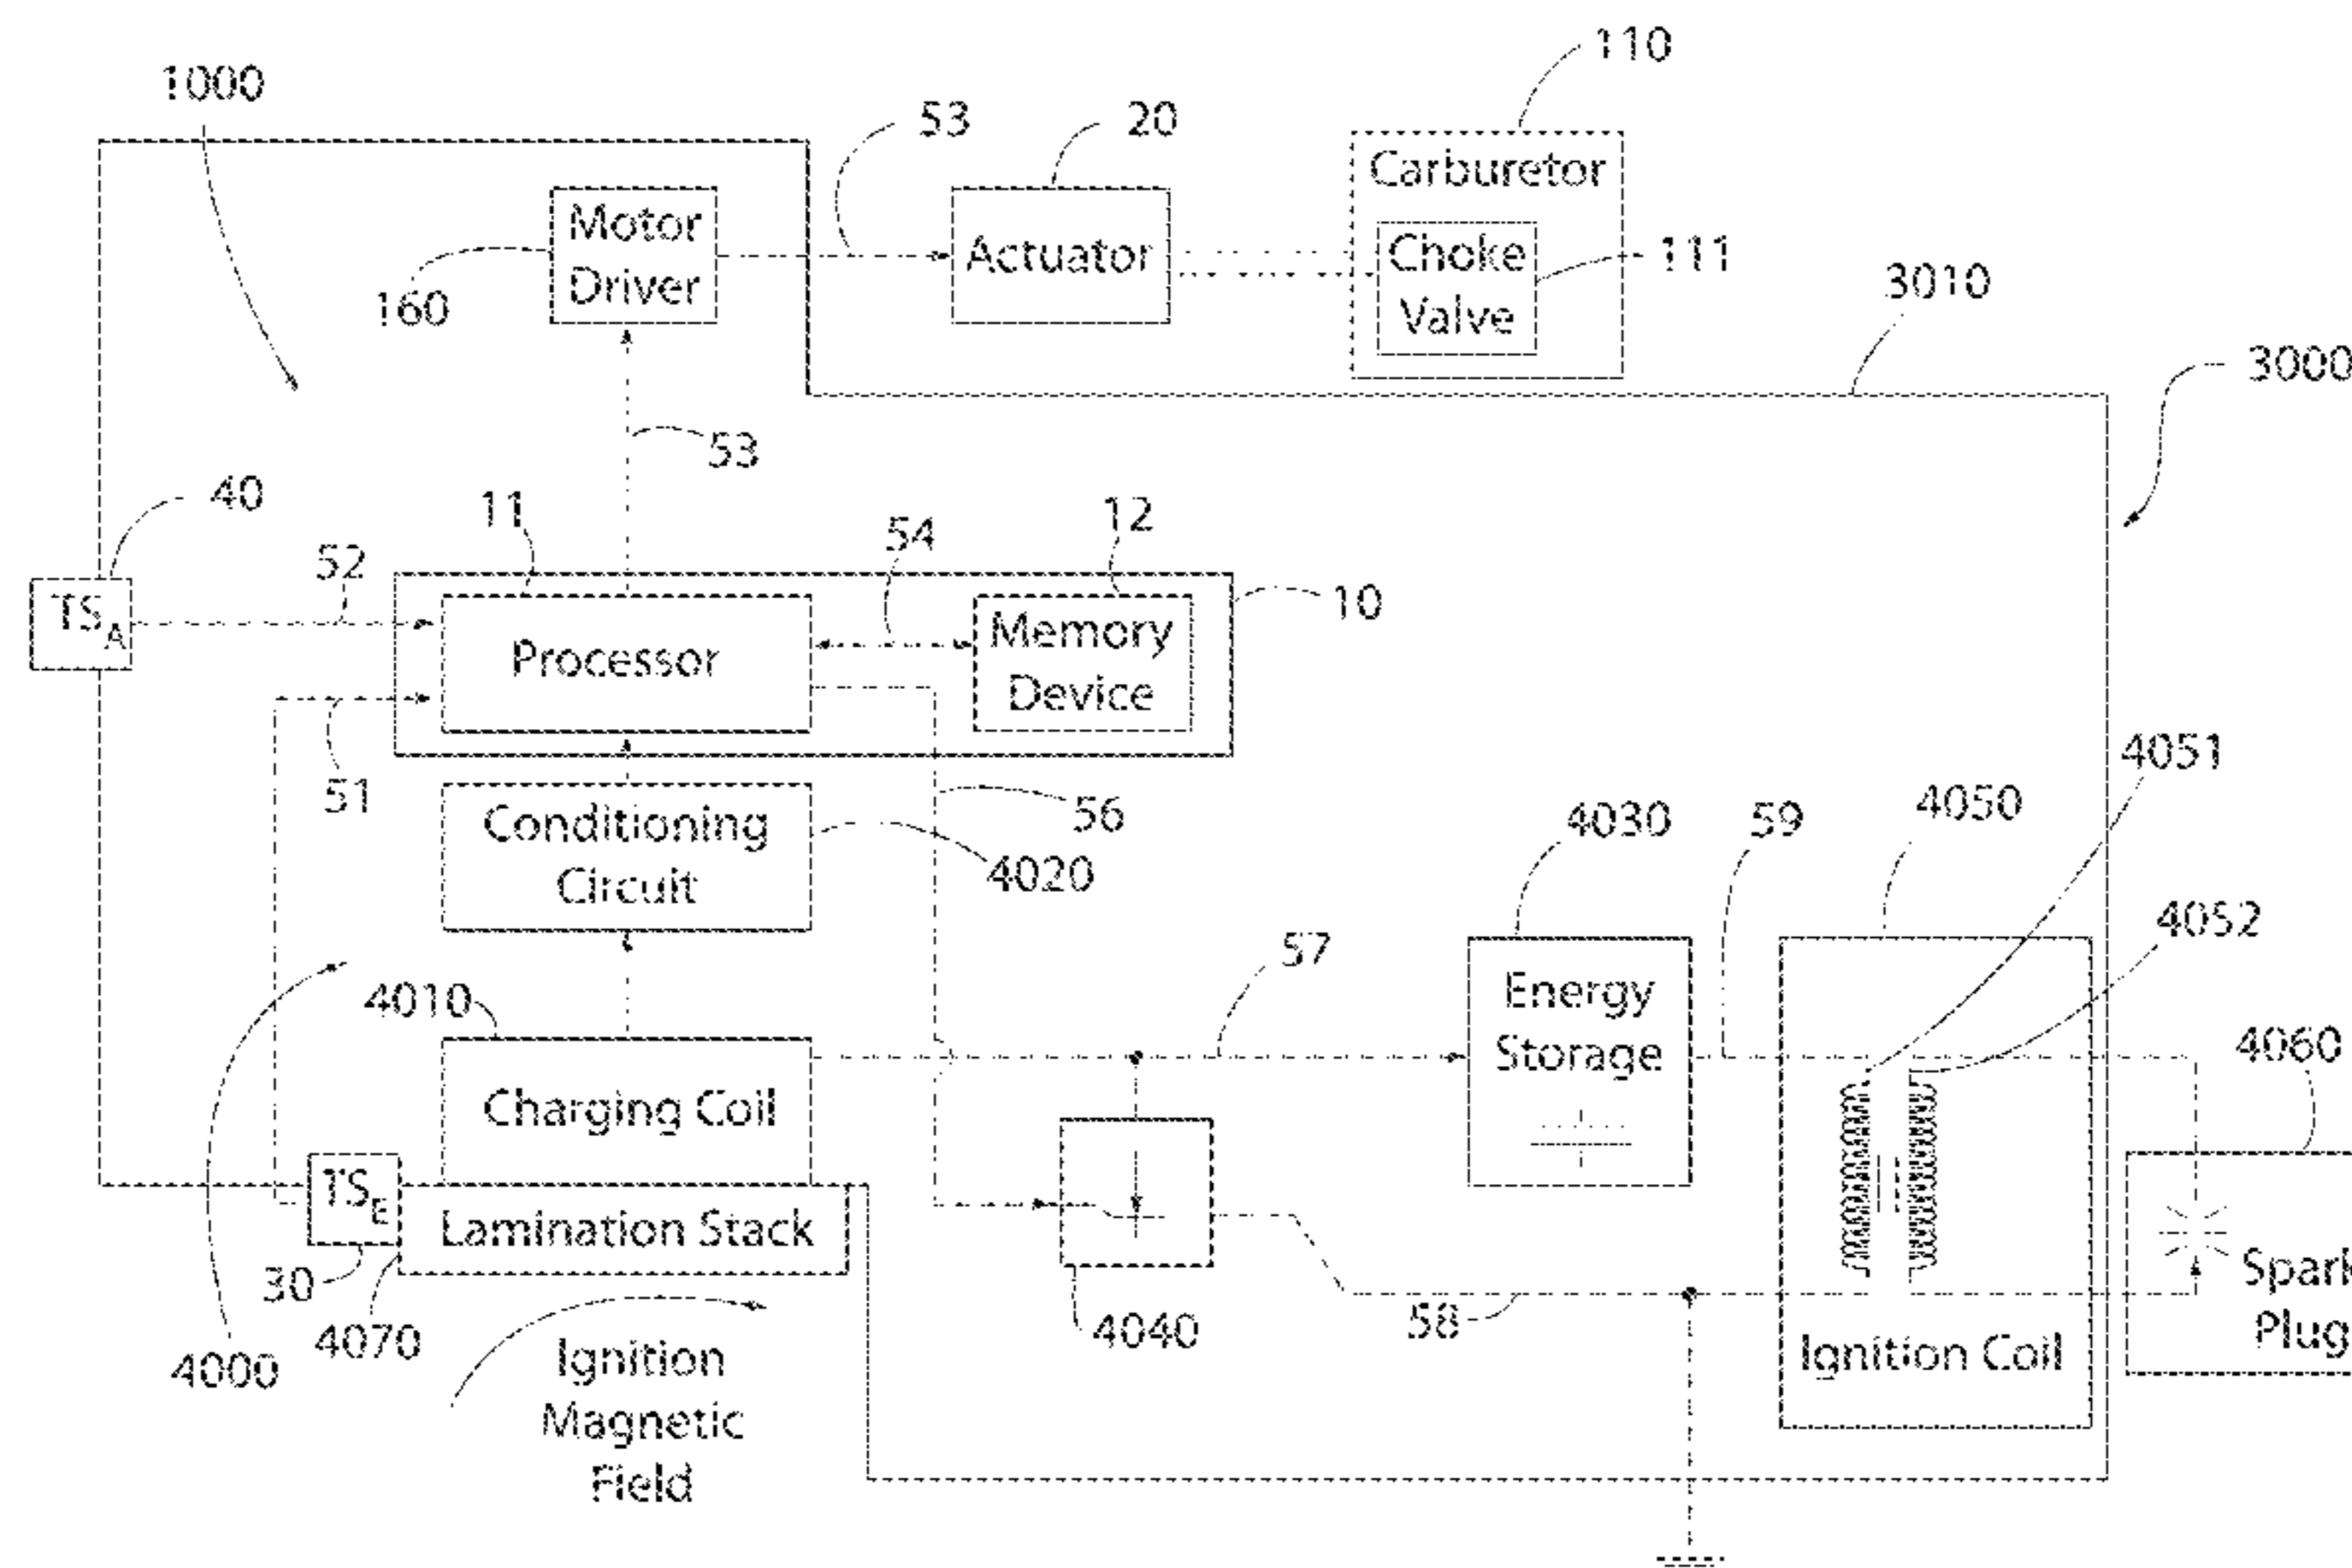 110
1000
53
20
Carburetor
Motor
Driver
Actuator
Choke
Valve
111
160
3010
3000
53
40
11
54
12
52
10
TSA
Processor
Memory
Device
51
56
4051
Conditioning
Circuit
4020
4030
59
4050
4052
57
4010
Energy
Storage
4060
Charging Coil
TSE
Lamination Stack
30
4070
4000
Ignition
Magnetic
Field
4040
58
Ignition Coil
Spark
Plug